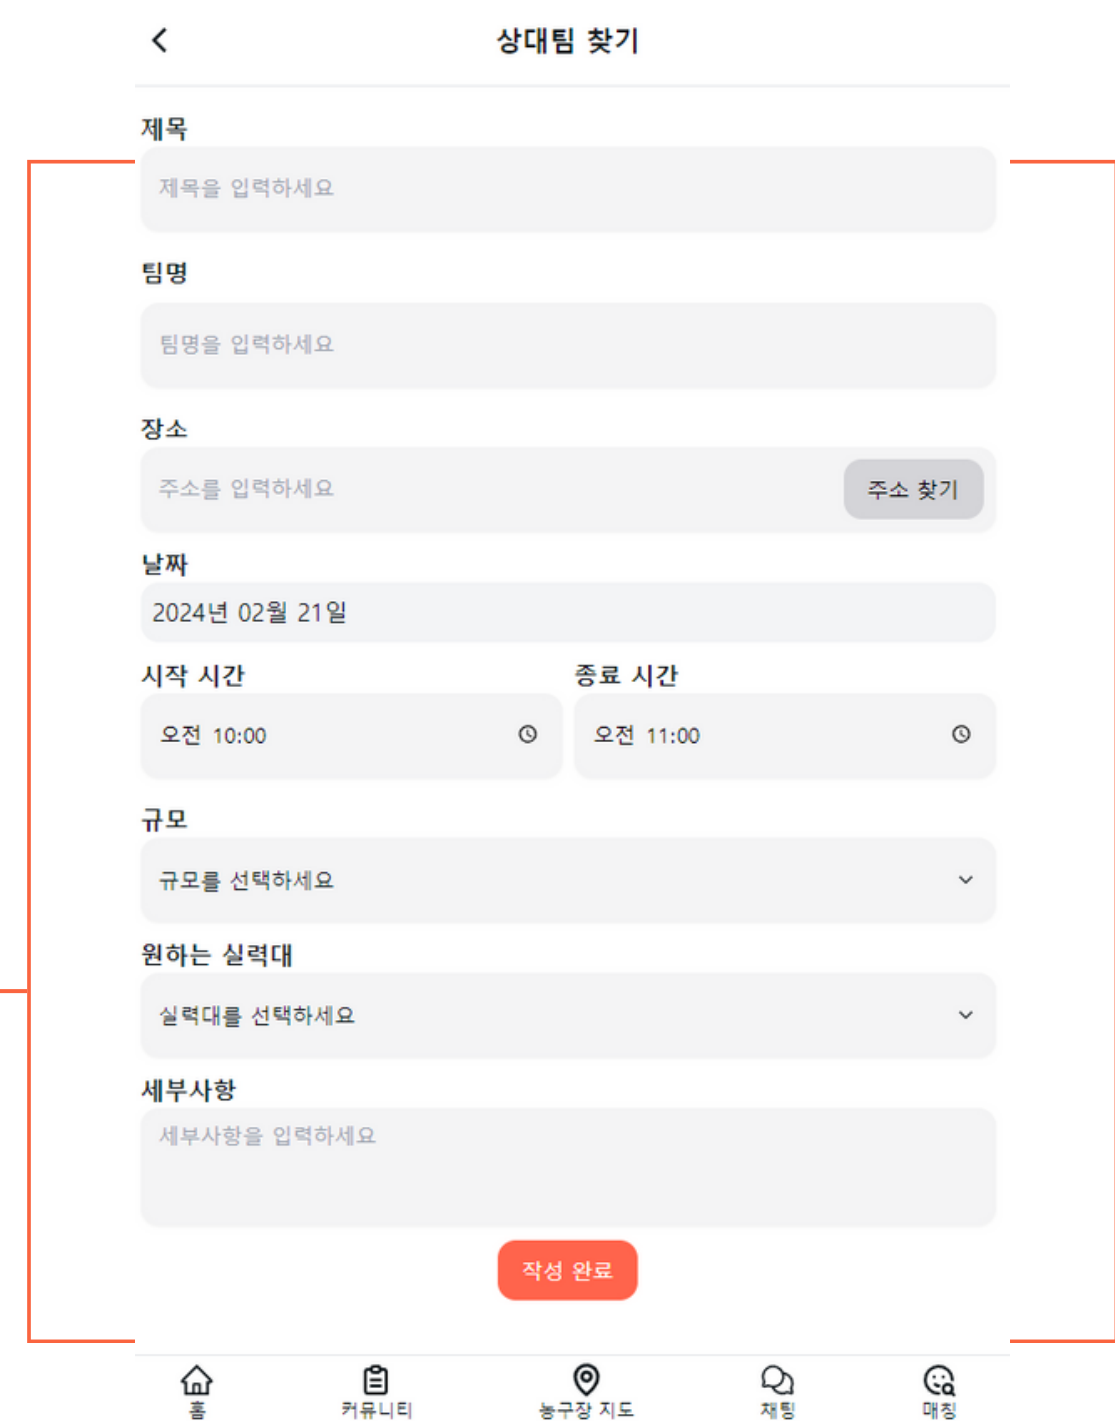 상대팀 찾기
제목
제목을 입력하세요
팀명
팀명을 입력하세요
장소
주소를 입력하세요 주소 찾기
날짜
2024년 02월 21일
시작 시간 종료 시간
오전 10:00 오전 11:00
규모
규모를 선택하세요
원하는 실력대
실력대를 선택하세요
세부사항
세부사항을 입력하세요
작성 완료
홈 커뮤니티 농구장 지도 채팅 매칭